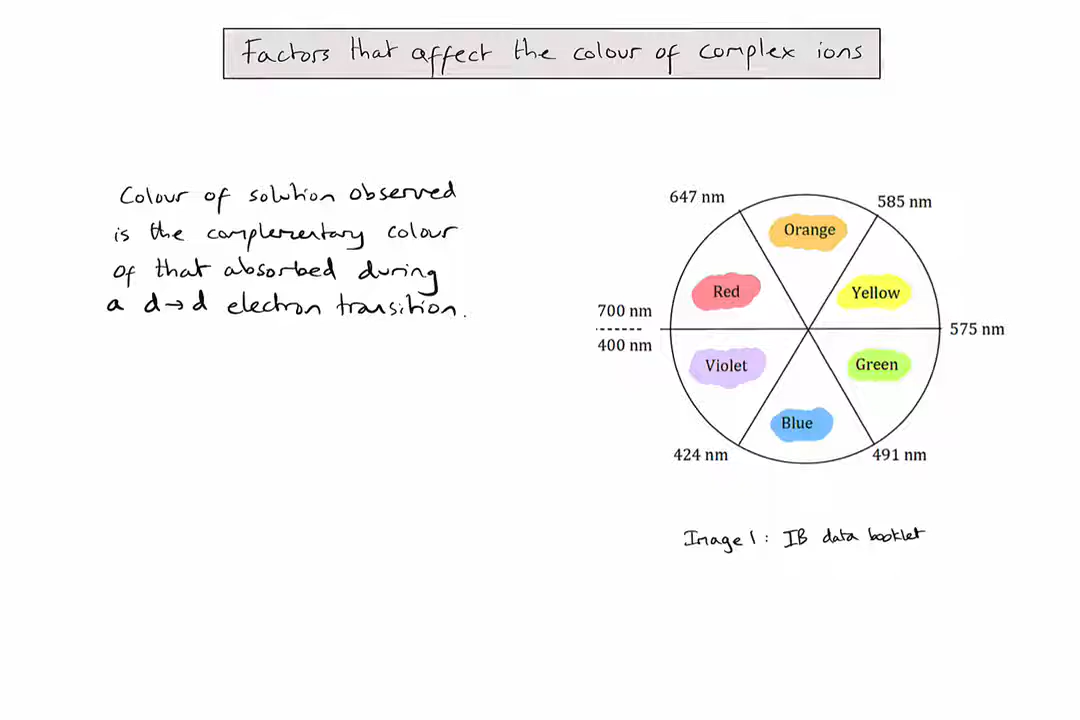 Factors that affect the colour of complex ions
Colour of solution observed
is the complementary colour
of that absorbed during
a d→d electron transition.
647 nm
585 nm
Orange
Red
Yellow
700 nm
575 nm
400 nm
Violet
Green
Blue
424 nm
491 nm
Image 1: IB data booklet